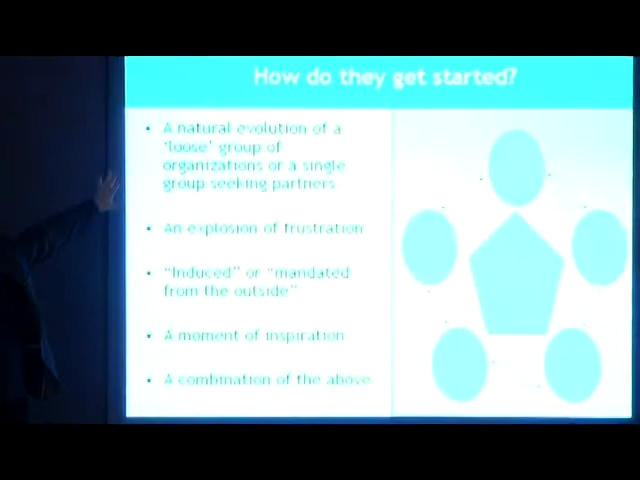 How do they get started?
• A natural evolution of a
'loose' group of
organizations or a single
group seeking partners
• An explosion of frustration
• "Induced" or "mandated
from the outside"
• A moment of inspiration
• A combination of the above